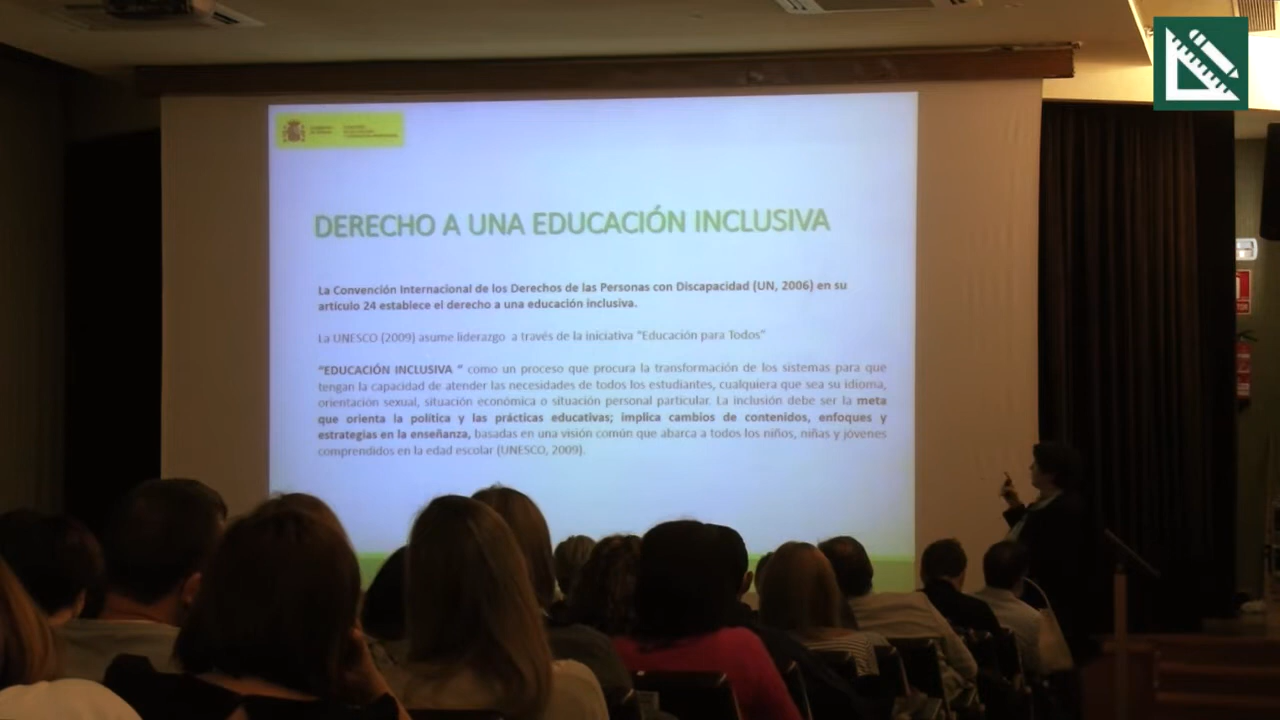 DERECHO A UNA EDUCACIÓN INCLUSIVA
La Convención Internacional de los Derechos de las Personas con Discapacidad (UN, 2006) en su
artículo 24 establece el derecho a una educación inclusiva.
La UNESCO (2009) asume liderazgo a través de la iniciativa "Educación para Todos"
"EDUCACIÓN INCLUSIVA " como un proceso que procura la transformación de los sistemas para que
tengan la capacidad de atender las necesidades de todos los estudiantes, cualquiera que sea su idioma,
orientación sexual, situación económica o situación personal particular. La inclusión debe ser la meta
que orienta la política y las prácticas educativas; implica cambios de contenidos, enfoques y
estrategias en la enseñanza, basadas en una visión común que abarca a todos los niños, niñas y jóvenes
comprendidos en la edad escolar (UNESCO, 2009).